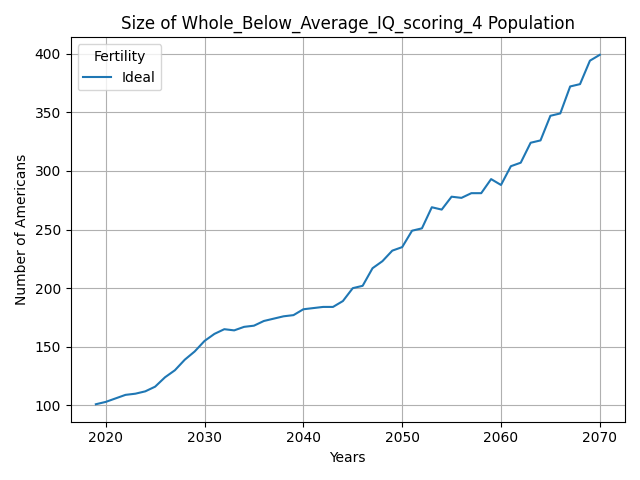 Size of Whole_Below_Average_IQ_scoring_4 Population
Fertility
Ideal
Number of Americans
400
350
300
250
200
150
100
2020 2030 2040 2050 2060 2070
Years